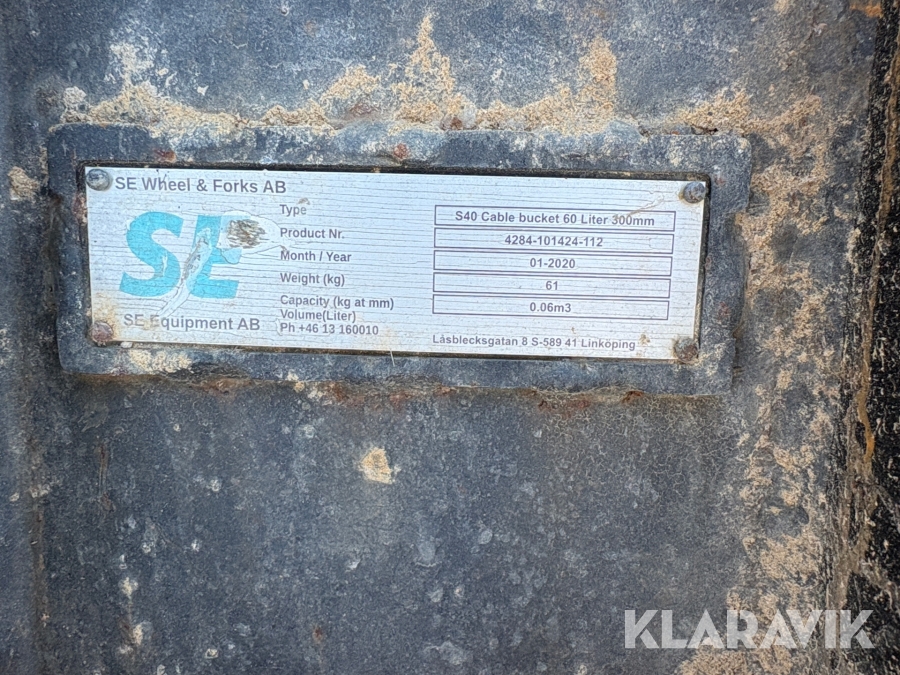 SE Wheel & Forks AB
SE
SE Equipment AB
Type S40 Cable bucket 60 Liter 300mm
Product Nr. 4284-101424-112
Month / Year 01-2020
Weight (kg) 61
Capacity (kg at mm) 0.06m3
Volume(Liter)
Ph +46 13 160010
Låsblecksgatan 8 S-589 41 Linköping
KLARAVIK